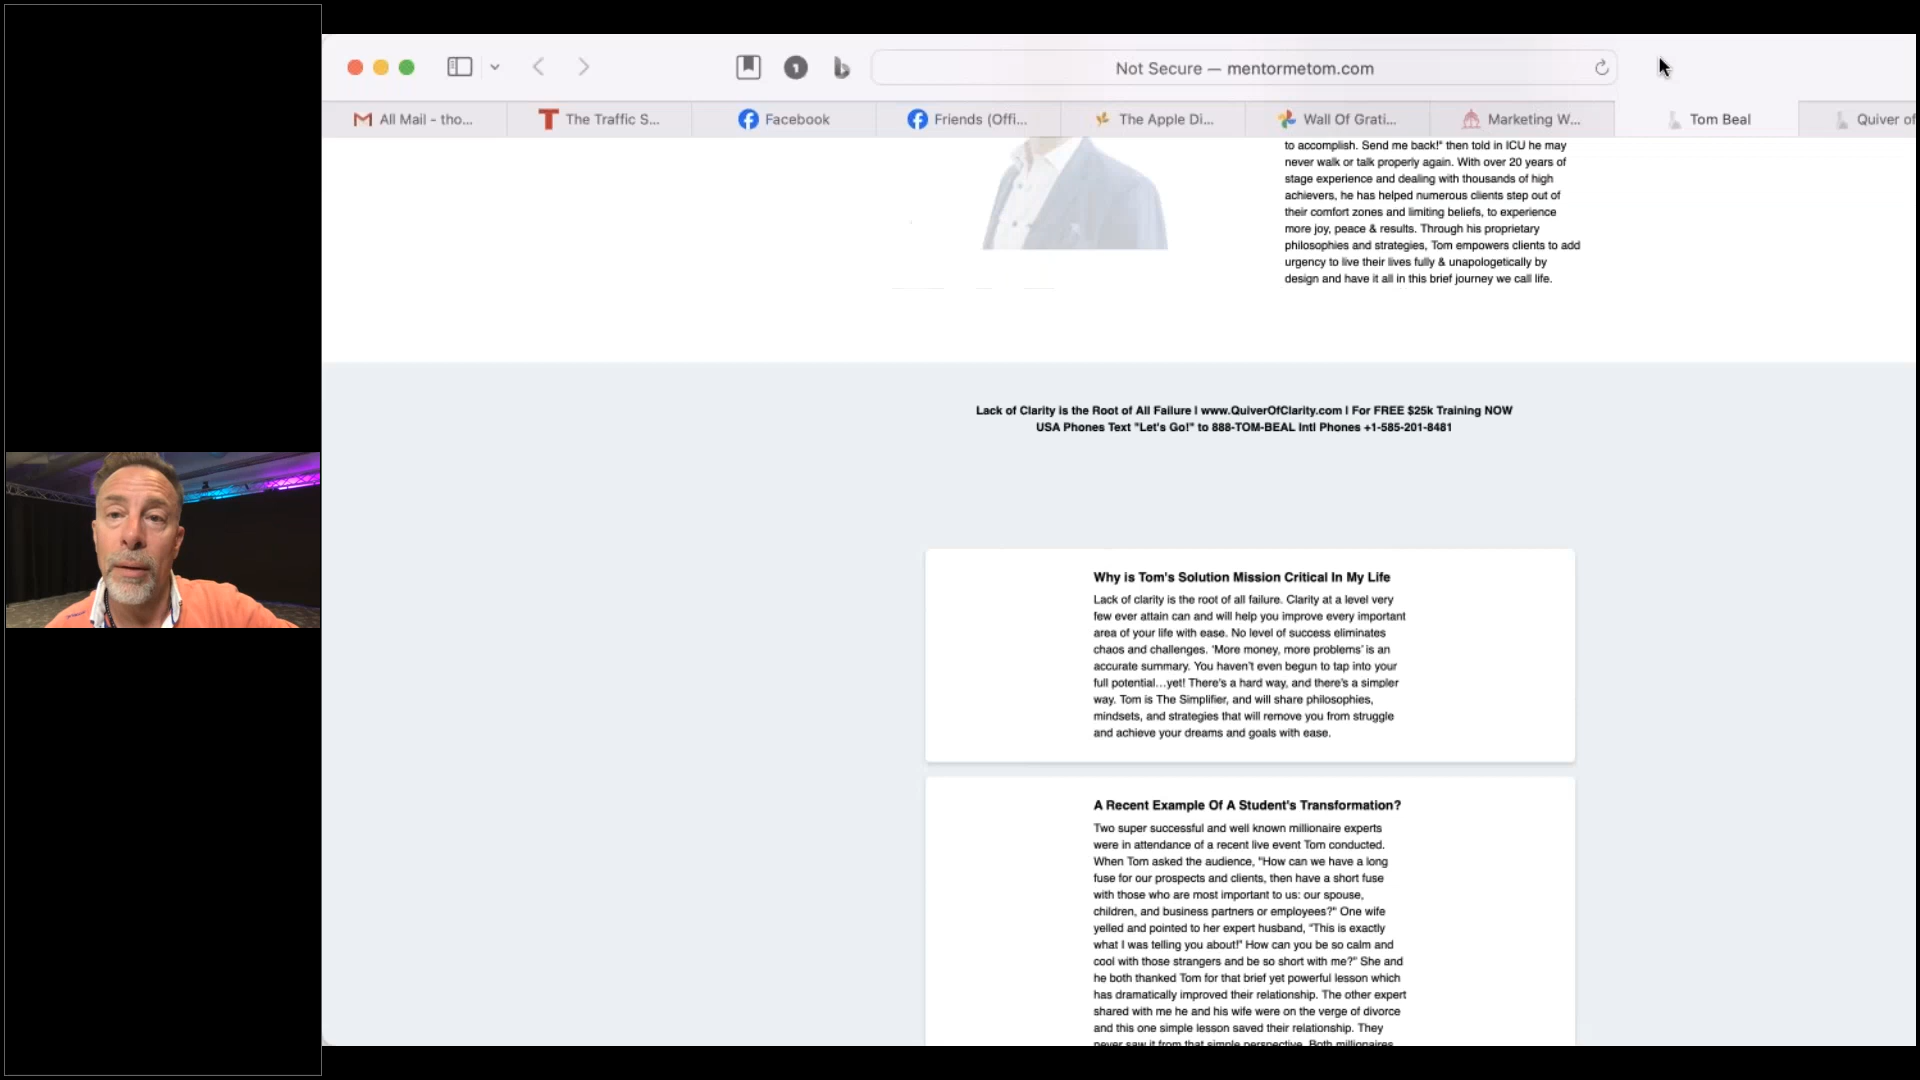 Not Secure — mentormetom.com
All Mail - tho...
The Traffic S...
Facebook
Friends (Offi...
The Apple Di...
Wall Of Grati...
Marketing W...
Tom Beal
Quiver of
to accomplish. Send me back!" then told in ICU he may
never walk or talk properly again. With over 20 years of
stage experience and dealing with thousands of high
achievers, he has helped numerous clients step out of
their comfort zones and limiting beliefs, to experience
more joy, peace & results. Through his proprietary
philosophies and strategies, Tom empowers clients to add
urgency to live their lives fully & unapologetically by
design and have it all in this brief journey we call life.
Lack of Clarity is the Root of All Failure I www.QuiverOfClarity.com I For FREE $25k Training NOW
USA Phones Text "Let's Go!" to 888-TOM-BEAL Intl Phones +1-585-201-8481
Why is Tom's Solution Mission Critical In My Life
Lack of clarity is the root of all failure. Clarity at a level very
few ever attain can and will help you improve every important
area of your life with ease. No level of success eliminates
chaos and challenges. 'More money, more problems' is an
accurate summary. You haven't even begun to tap into your
full potential...yet! There's a hard way, and there's a simpler
way. Tom is The Simplifier, and will share philosophies,
mindsets, and strategies that will remove you from struggle
and achieve your dreams and goals with ease.
A Recent Example Of A Student's Transformation?
Two super successful and well known millionaire experts
were in attendance of a recent live event Tom conducted.
When Tom asked the audience, "How can we have a long
fuse for our prospects and clients, then have a short fuse
with those who are most important to us: our spouse,
children, and business partners or employees?" One wife
yelled and pointed to her expert husband, "This is exactly
what I was telling you about!" How can you be so calm and
cool with those strangers and be so short with me?" She and
he both thanked Tom for that brief yet powerful lesson which
has dramatically improved their relationship. The other expert
shared with me he and his wife were on the verge of divorce
and this one simple lesson saved their relationship. They
never saw it from that simple perspective. Both millionaires